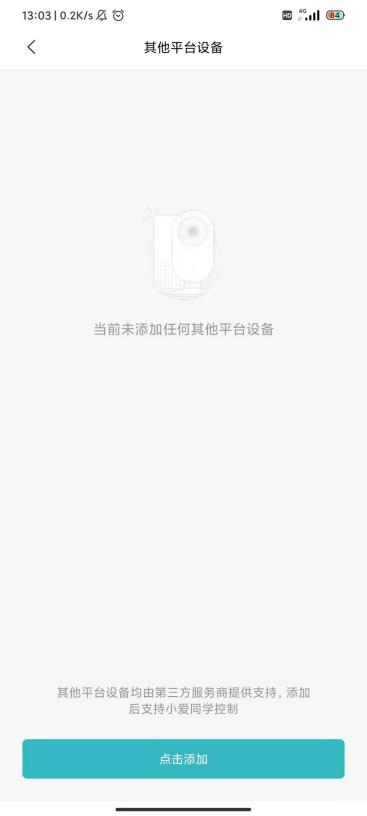 13:03 | 0.2K/s HD 4G 84
其他平台设备
当前未添加任何其他平台设备
其他平台设备均由第三方服务商提供支持，添加
后支持小爱同学控制
点击添加